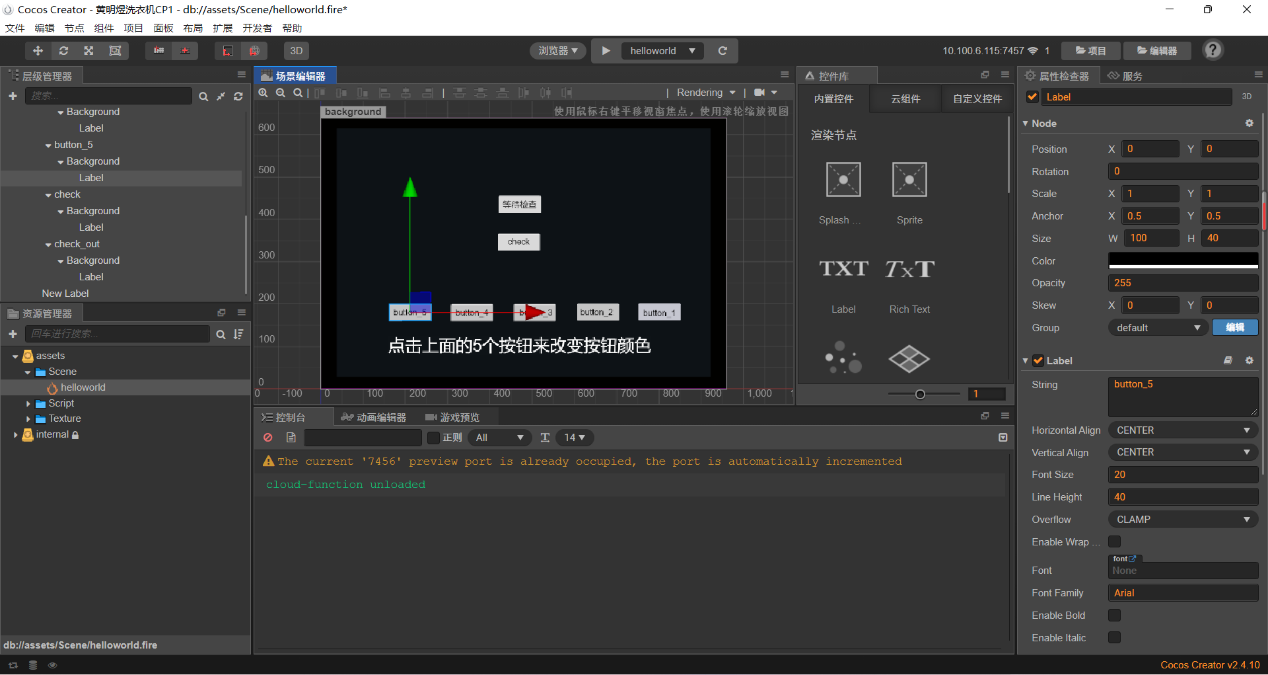 Cocos Creator - 黄明煜洗衣机CP1 - db://assets/Scene/helloworld.fire*
文件 编辑 节点 组件 项目 面板 布局 扩展 开发者 帮助
3D
浏览器
helloworld
10.100.6.115:7457
1
项目
编辑器
层级管理器
搜索...
Background
Label
button_5
Background
Label
check
Background
Label
check_out
Background
Label
New Label
资源管理器
回车进行搜索...
assets
Scene
helloworld
Script
Texture
internal
db://assets/Scene/helloworld.fire
场景编辑器
Rendering
background
使用鼠标右键平移视窗焦点，使用滚轮缩放视图
600
500
400
300
200
100
0
0 -100 0 100 200 300 400 500 600 700 800 900 1,000 1
等待检查
check
button_5 button_4 _3 button_2 button_1
点击上面的5个按钮来改变按钮颜色
控制台 动画编辑器 游戏预览
正则 All 14
The current '7456' preview port is already occupied, the port is automatically incremented
cloud-function unloaded
控件库
内置控件 云组件 自定义控件
渲染节点
Splash ... Sprite
TXT TxT
Label Rich Text
1
属性检查器 服务
Label 3D
Node
Position X 0 Y 0
Rotation 0
Scale X 1 Y 1
Anchor X 0.5 Y 0.5
Size W 100 H 40
Color
Opacity 255
Skew X 0 Y 0
Group default 编辑
Label
String button_5
Horizontal Align CENTER
Vertical Align CENTER
Font Size 20
Line Height 40
Overflow CLAMP
Enable Wrap ...
font
Font None
Font Family Arial
Enable Bold
Enable Italic
Cocos Creator v2.4.10